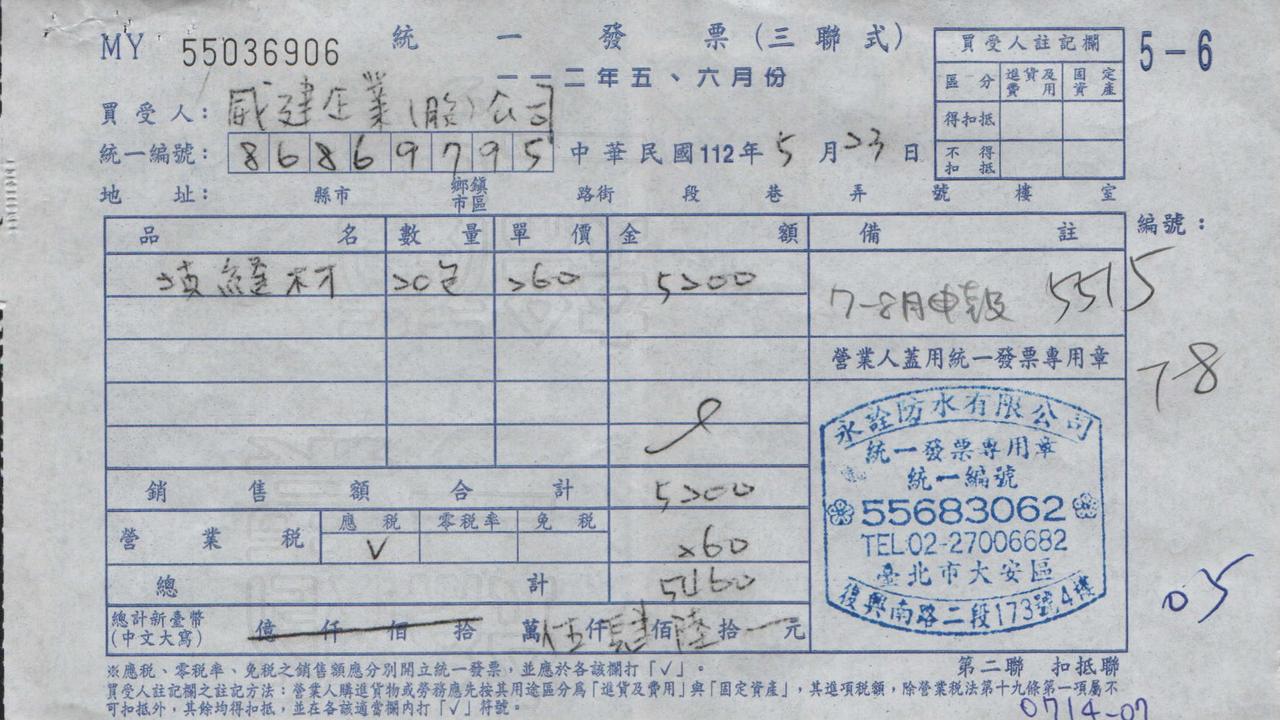 MY 55036906 統一發票(三聯式) 5-6
一一二年五、六月份
買受人註記欄
區分 進貨及費用 固定資產
得扣抵
不得扣抵
買受人: 威建企業(股)公司
統一編號: 86869795 中華民國112年5月23日
地址: 縣市 鄉鎮市區 路街 段 巷 弄 號 樓 室
品名 數量 單價 金額 備註 編號:
填縫材 20包 260 5200
7-8月申報 5515
7-8
營業人蓋用統一發票專用章
永詮防水有限公司
統一發票專用章
統一編號
55683062
TEL02-27006682
臺北市大安區
復興南路二段173號4樓
銷售額合計 5200
營業稅 應稅 零稅率 免稅
V 260
總計 5460
05
總計新臺幣(中文大寫) 億仟佰拾萬伍仟肆佰陸拾元
※應稅、零稅率、免稅之銷售額應分別開立統一發票,並應於各該欄打「✓」。
第二聯 扣抵聯
買受人註記欄之註記方法:營業人購進貨物或勞務應先按其用途區分為「進貨及費用」與「固定資產」,其進項稅額,除營業稅法第十九條第一項屬不
可扣抵外,其餘均得扣抵,並在各該適當欄內打「✓」符號。
0714-07